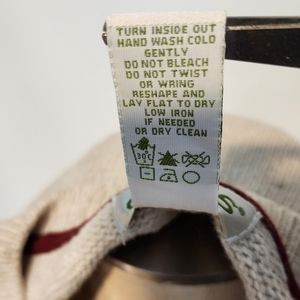 TURN INSIDE OUT
HAND WASH COLD
GENTLY
DO NOT BLEACH
DO NOT TWIST
OR WRING
RESHAPE AND
LAY FLAT TO DRY
LOW IRON
IF NEEDED
OR DRY CLEAN
30°C